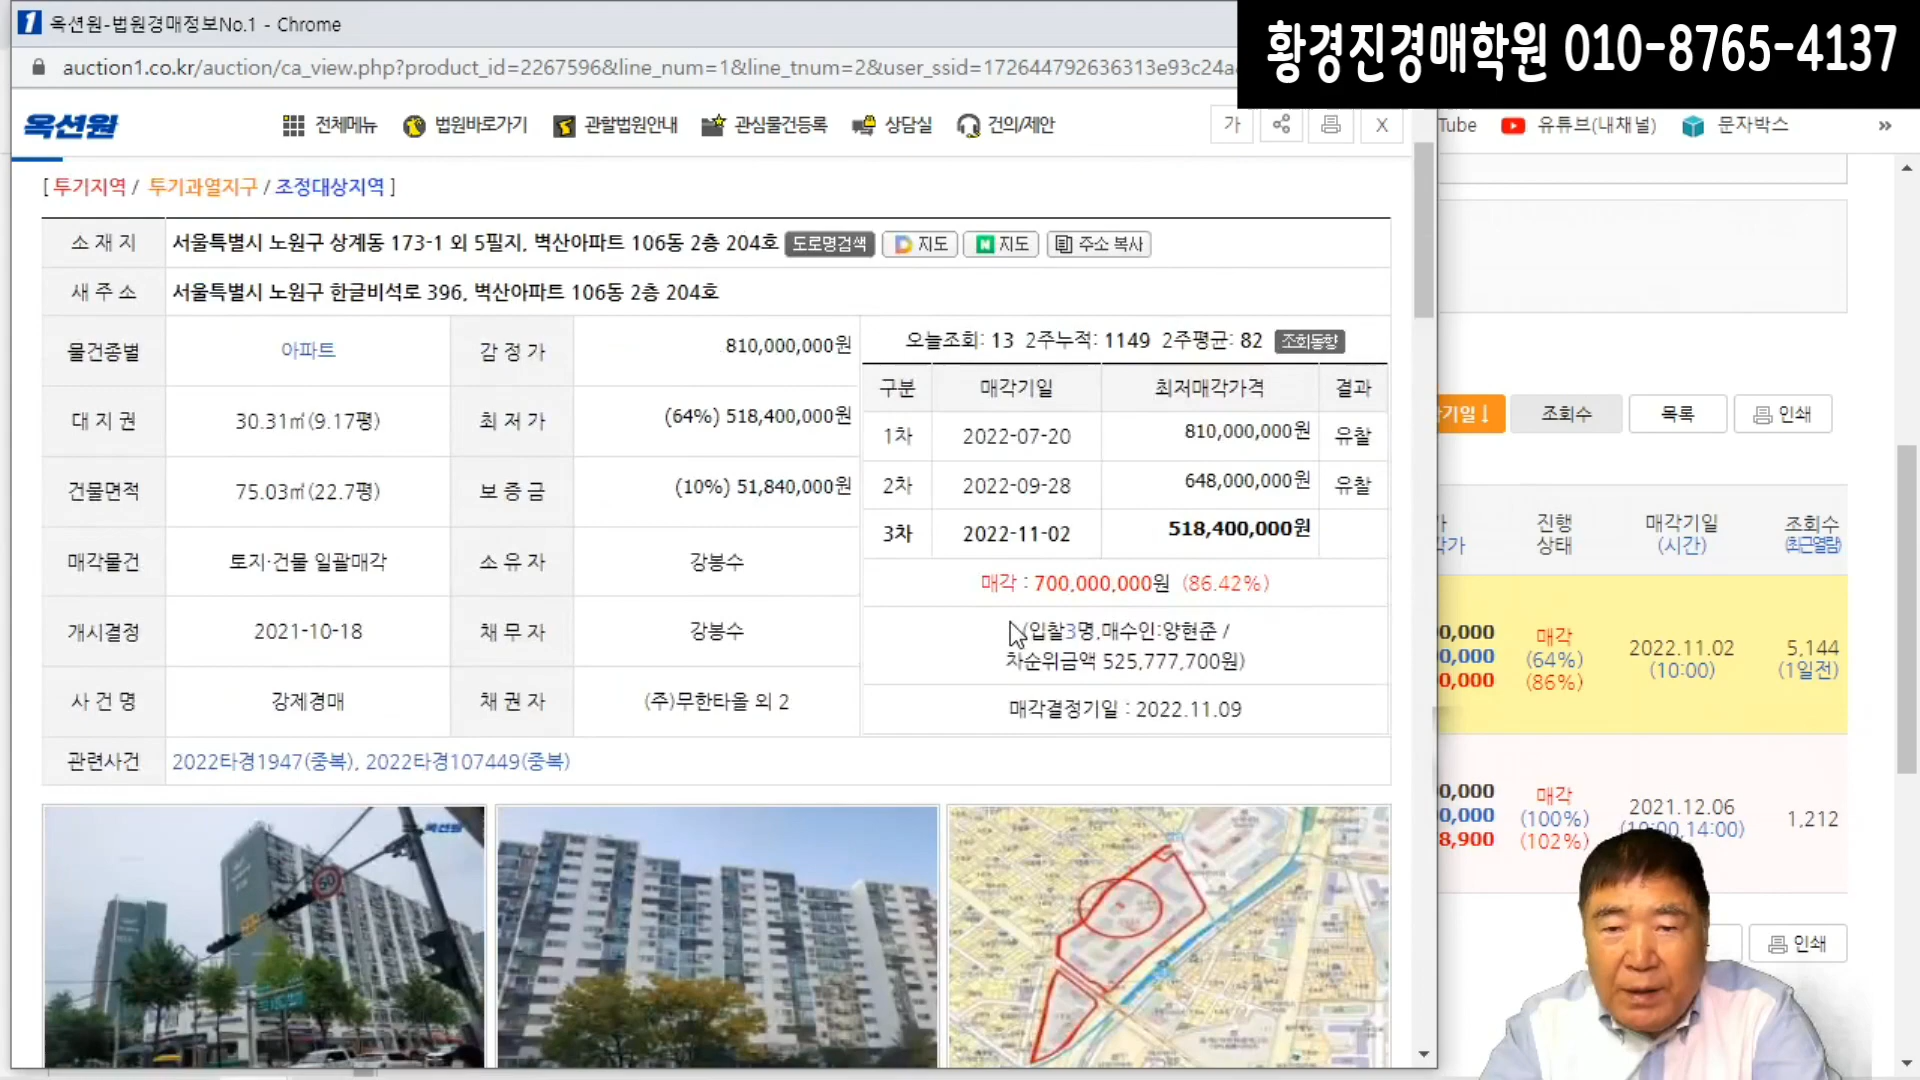 옥션원-법원경매정보No.1 - Chrome
황경진경매학원 010-8765-4137
auction1.co.kr/auction/ca_view.php?product_id=2267596&line_num=1&line_tnum=2&user_ssid=172644792636313e93c24a
옥션원
전체메뉴 법원바로가기 관할법원안내 관심물건등록 상담실 건의/제안 가 X
Tube 유튜브(내채널) 문자박스 »
[ 투기지역 / 투기과열지구 / 조정대상지역 ]
소 재 지 서울특별시 노원구 상계동 173-1 외 5필지, 벽산아파트 106동 2층 204호 도로명검색 D 지도 N 지도 주소 복사
새 주 소 서울특별시 노원구 한글비석로 396, 벽산아파트 106동 2층 204호
물건종별 아파트 감 정 가 810,000,000원
대 지 권 30.31㎡(9.17평) 최 저 가 (64%) 518,400,000원
건물면적 75.03㎡(22.7평) 보 증 금 (10%) 51,840,000원
매각물건 토지·건물 일괄매각 소 유 자 강봉수
개시결정 2021-10-18 채 무 자 강봉수
사 건 명 강제경매 채 권 자 (주)무한타올 외 2
관련사건 2022타경1947(중복), 2022타경107449(중복)
오늘조회: 13 2주누적: 1149 2주평균: 82 조회동향
구분 매각기일 최저매각가격 결과
1차 2022-07-20 810,000,000원 유찰
2차 2022-09-28 648,000,000원 유찰
3차 2022-11-02 518,400,000원
매각 : 700,000,000원 (86.42%)
(입찰3명,매수인:양현준 /
차순위금액 525,777,700원)
매각결정기일 : 2022.11.09
기일↓ 조회수 목록 인쇄
진행 매각기일 조회수
상태 (시간) (최근열람)
0,000 매각 2022.11.02 5,144
0,000 (64%) (10:00) (1일전)
0,000 (86%)
0,000 매각 2021.12.06 1,212
0,000 (100%) (10:00,14:00)
8,900 (102%)
인쇄
옥션원
50